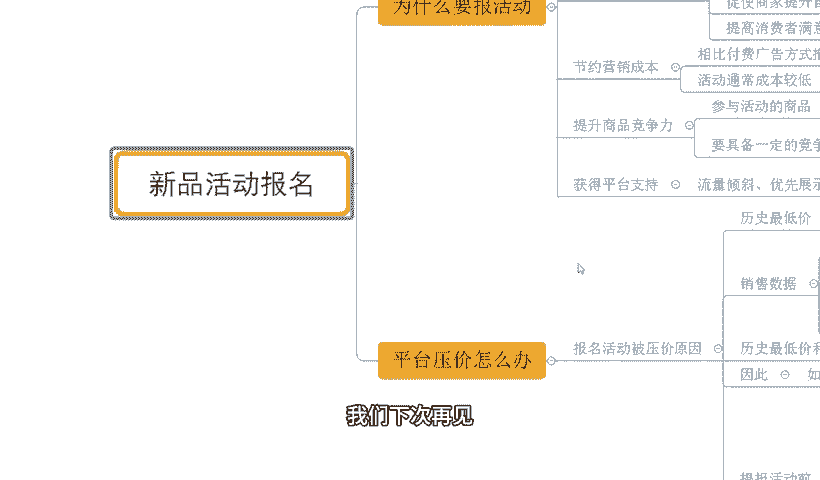 为什么要报活动
促使商家提升
提高消费者满意
节约营销成本
相比付费广告方式
活动通常成本较低
提升商品竞争力
参与活动的商品
要具备一定的竞争
获得平台支持
流量倾斜、优先展示
新品活动报名
历史最低价
销售数据
平台压价怎么办
报名活动被压价原因
历史最低价和
因此
如
我们下次再见
提报活动前